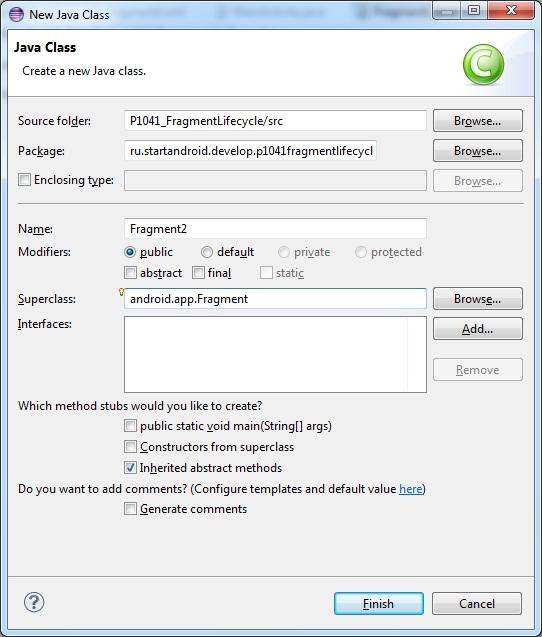 New Java Class
Java Class
Create a new Java class.
Source folder: P1041_FragmentLifecycle/src Browse...
Package: ru.startandroid.develop.p1041fragmentlifecycl Browse...
Enclosing type: Browse...
Name: Fragment2
Modifiers: public default private protected
abstract final static
Superclass: android.app.Fragment Browse...
Interfaces: Add...
Remove
Which method stubs would you like to create?
public static void main(String[] args)
Constructors from superclass
Inherited abstract methods
Do you want to add comments? (Configure templates and default value here)
Generate comments
? Finish Cancel